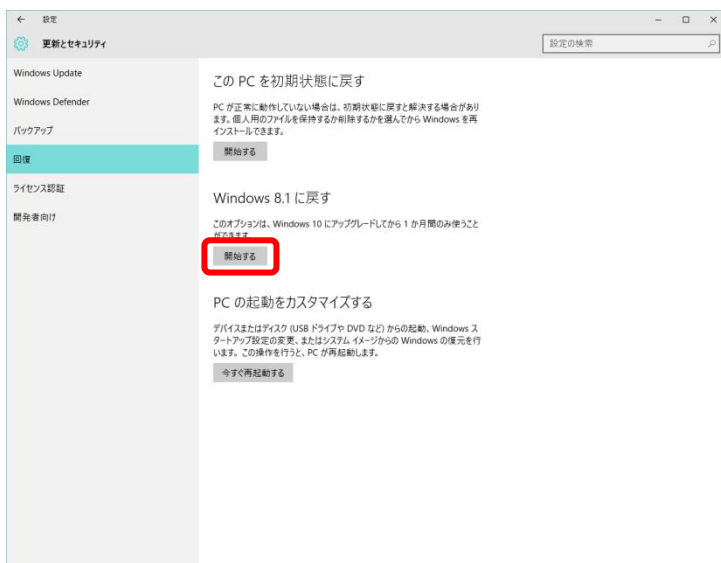 設定
更新とセキュリティ
設定の検索
Windows Update
Windows Defender
バックアップ
回復
ライセンス認証
開発者向け
この PC を初期状態に戻す
PC が正常に動作していない場合は、初期状態に戻すと解決する場合があり
ます。個人用のファイルを保持するか削除するかを選んでから Windows を再
インストールできます。
開始する
Windows 8.1 に戻す
このオプションは、Windows 10 にアップグレードしてから 1 か月間のみ使うこと
ができます。
開始する
PC の起動をカスタマイズする
デバイスまたはディスク (USB ドライブや DVD など) からの起動、Windows ス
タートアップ設定の変更、またはシステム イメージからの Windows の復元を行
います。この操作を行うと、PC が再起動します。
今すぐ再起動する